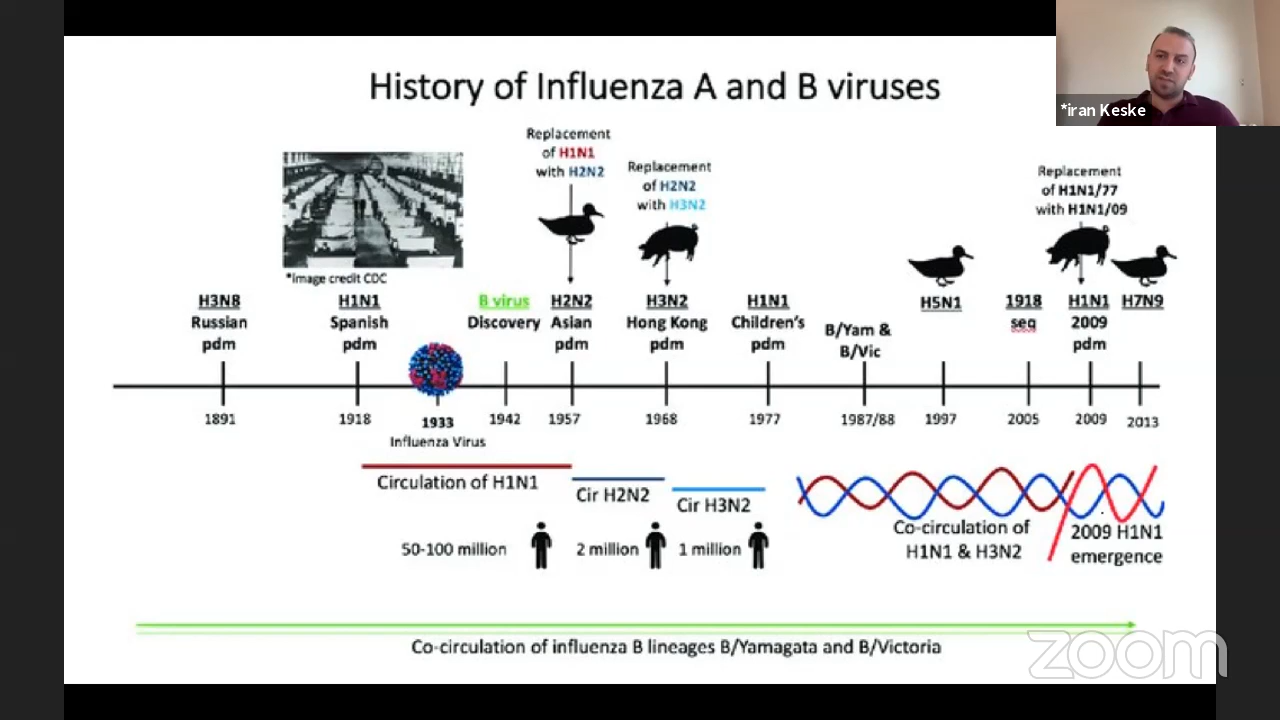 History of Influenza A and B viruses
*iran Keske
Replacement
of H1N1
with H2N2
Replacement
of H2N2
with H3N2
Replacement
of H1N1/77
with H1N1/09
*Image credit CDC
H3N8
Russian
pdm
H1N1
Spanish
pdm
B virus
Discovery
H2N2
Asian
pdm
H3N2
Hong Kong
pdm
H1N1
Children's
pdm
B/Yam &
B/Vic
H5N1
1918
seq
H1N1
2009
pdm
H7N9
1891
1918
1933
Influenza Virus
1942
1957
1968
1977
1987/88
1997
2005
2009
2013
Circulation of H1N1
Cir H2N2
Cir H3N2
Co-circulation of
H1N1 & H3N2
2009 H1N1
emergence
50-100 million
2 million
1 million
Co-circulation of influenza B lineages B/Yamagata and B/Victoria
zoom